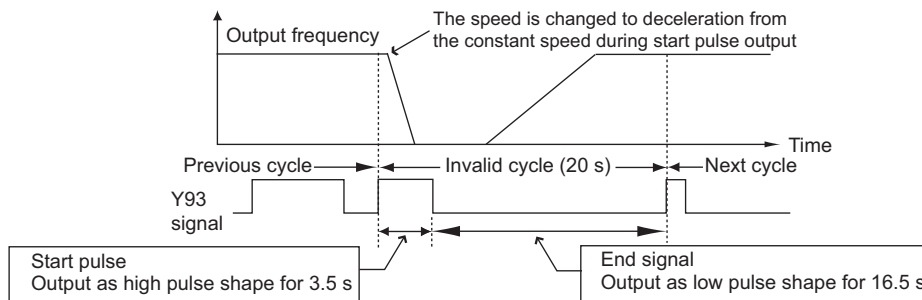 Output frequency
The speed is changed to deceleration from
the constant speed during start pulse output
Time
Previous cycle
Invalid cycle (20 s)
Next cycle
Y93
signal
Start pulse
Output as high pulse shape for 3.5 s
End signal
Output as low pulse shape for 16.5 s